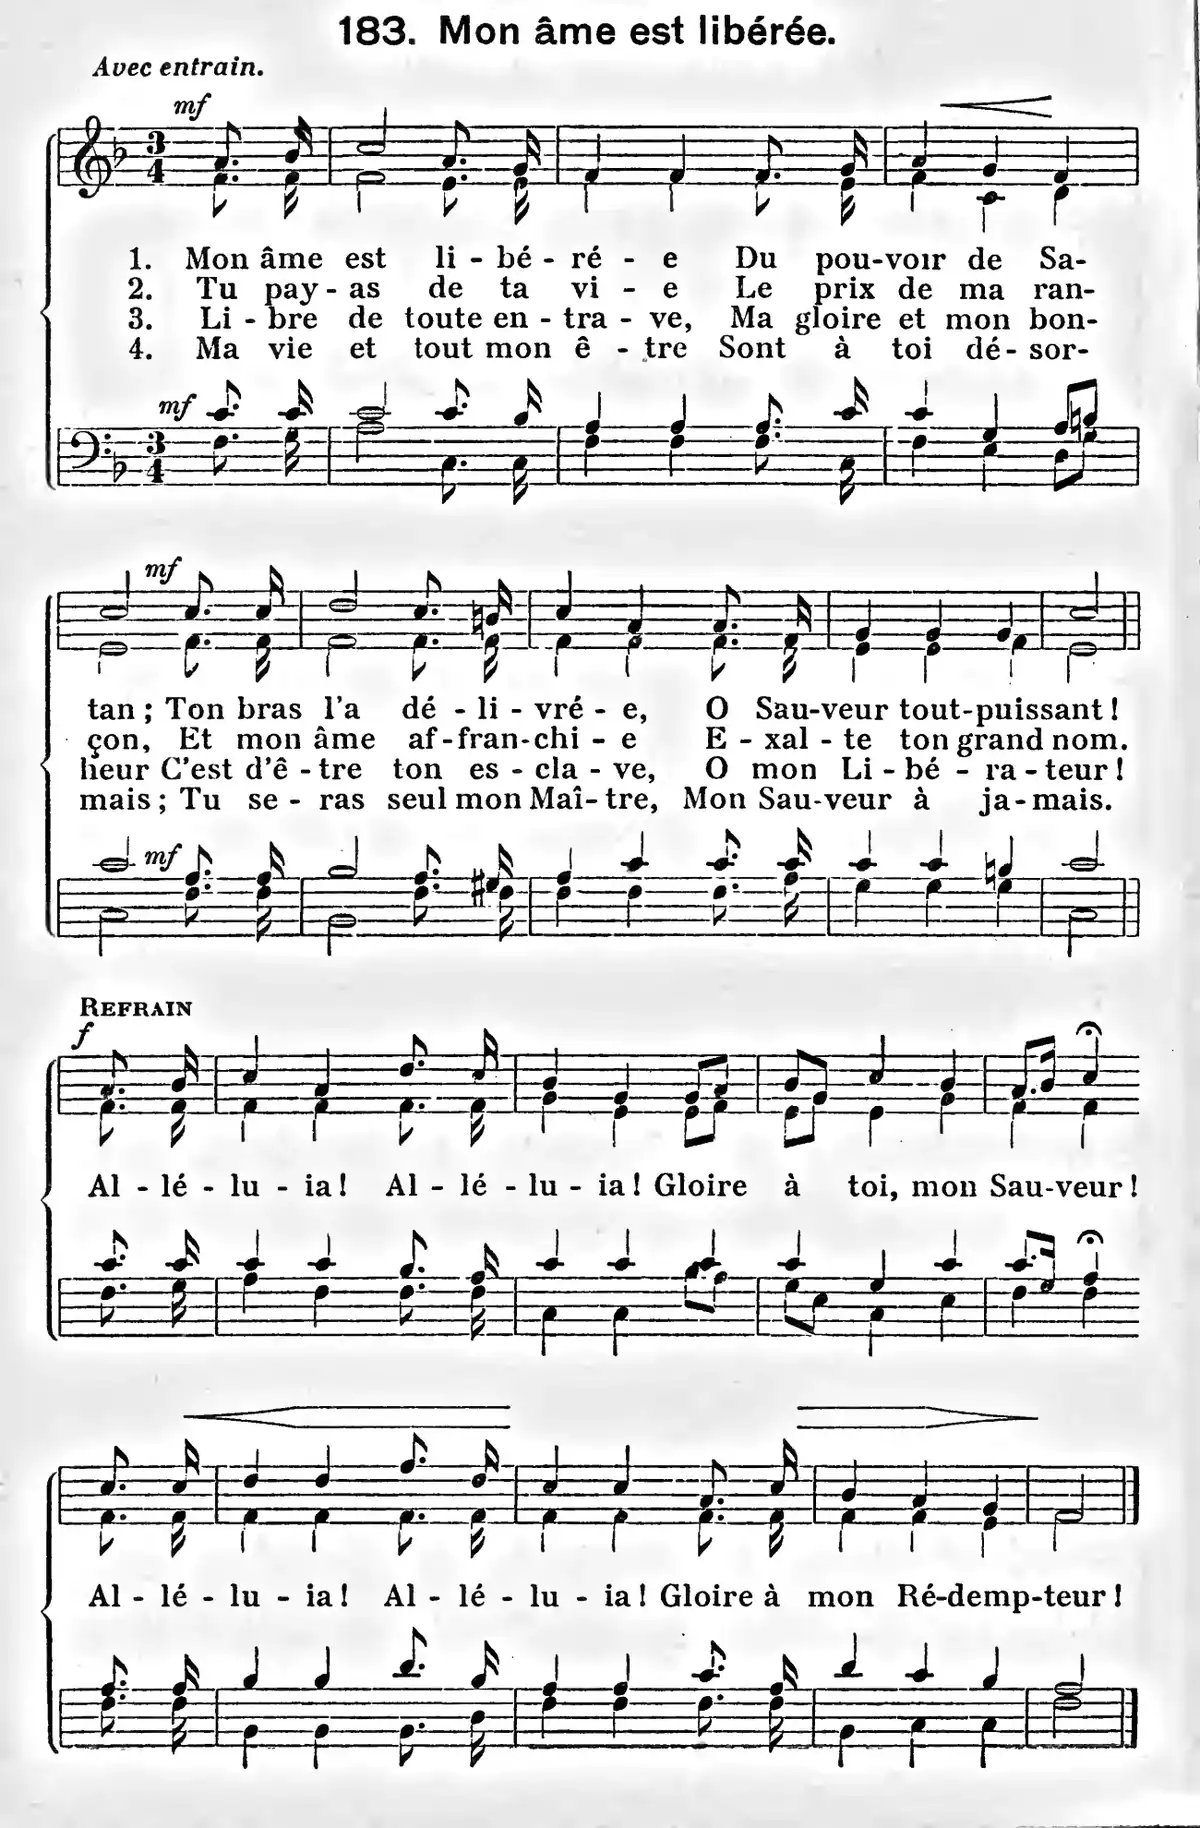 183. Mon âme est libérée.
Avec entrain.
mf
3
4
1. Mon âme est li - bé - ré - e Du pou-voir de Sa-
2. Tu pay - as de ta vi - e Le prix de ma ran-
3. Li - bre de toute en - tra - ve, Ma gloire et mon bon-
4. Ma vie et tout mon ê - tre Sont à toi dé - sor-
mf
3
4
mf
tan ; Ton bras l'a dé - li - vré - e, O Sau-veur tout-puissant !
çon, Et mon âme af - fran-chi - e E - xal - te ton grand nom.
heur C'est d'ê - tre ton es - cla - ve, O mon Li - bé - ra - teur !
mais ; Tu se - ras seul mon Maî- tre, Mon Sau-veur à ja-mais.
mf
REFRAIN
f
Al - lé - lu - ia ! Al - lé - lu - ia ! Gloire à toi, mon Sau-veur !
Al - lé - lu - ia ! Al - lé - lu - ia ! Gloire à mon Ré-demp-teur !